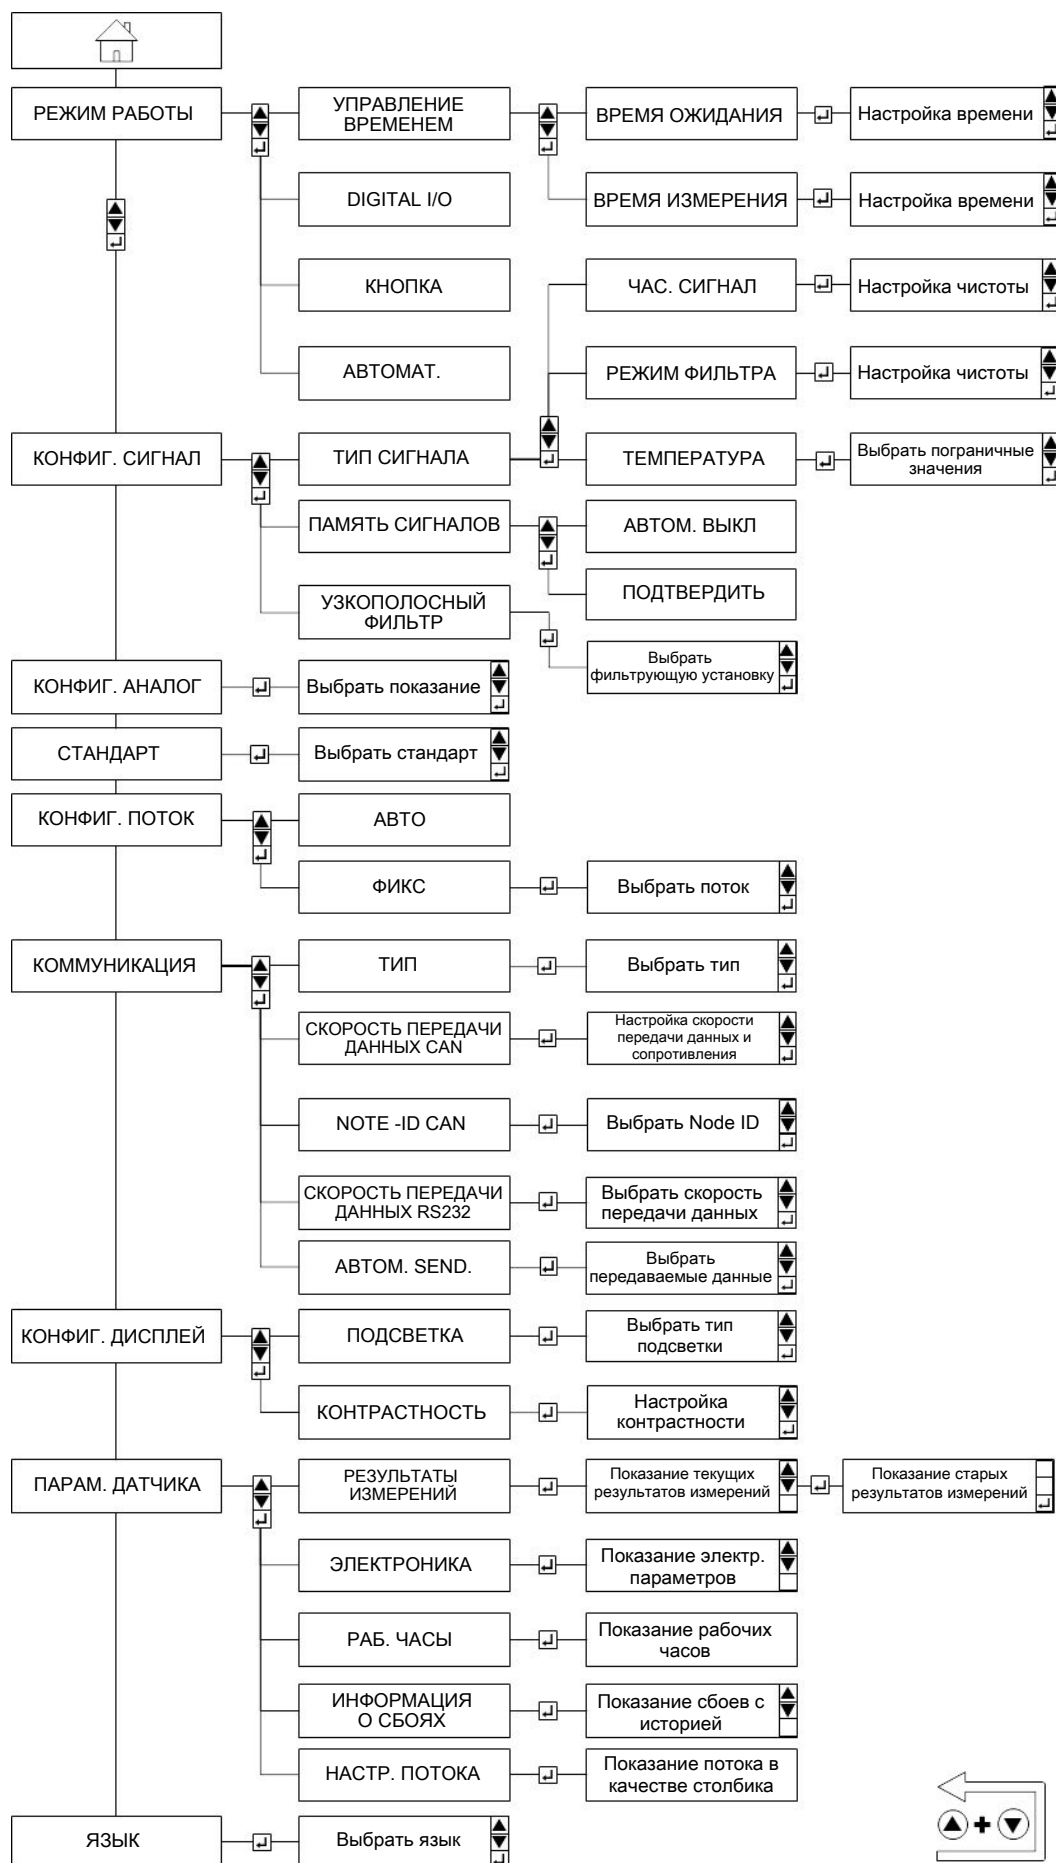 РЕЖИМ РАБОТЫ
УПРАВЛЕНИЕ
ВРЕМЕНЕМ
ВРЕМЯ ОЖИДАНИЯ
Настройка времени
DIGITAL I/O
ВРЕМЯ ИЗМЕРЕНИЯ
Настройка времени
КНОПКА
ЧАС. СИГНАЛ
Настройка чистоты
АВТОМАТ.
РЕЖИМ ФИЛЬТРА
Настройка чистоты
КОНФИГ. СИГНАЛ
ТИП СИГНАЛА
ТЕМПЕРАТУРА
Выбрать пограничные
значения
ПАМЯТЬ СИГНАЛОВ
АВТОМ. ВЫКЛ
ПОДТВЕРДИТЬ
УЗКОПОЛОСНЫЙ
ФИЛЬТР
Выбрать
фильтрующую установку
КОНФИГ. АНАЛОГ
Выбрать показание
СТАНДАРТ
Выбрать стандарт
КОНФИГ. ПОТОК
АВТО
ФИКС
Выбрать поток
КОММУНИКАЦИЯ
ТИП
Выбрать тип
СКОРОСТЬ ПЕРЕДАЧИ
ДАННЫХ CAN
Настройка скорости
передачи данных и
сопротивления
NOTE -ID CAN
Выбрать Node ID
СКОРОСТЬ ПЕРЕДАЧИ
ДАННЫХ RS232
Выбрать скорость
передачи данных
АВТОМ. SEND.
Выбрать
передаваемые данные
КОНФИГ. ДИСПЛЕЙ
ПОДСВЕТКА
Выбрать тип
подсветки
КОНТРАСТНОСТЬ
Настройка
контрастности
ПАРАМ. ДАТЧИКА
РЕЗУЛЬТАТЫ
ИЗМЕРЕНИЙ
Показание текущих
результатов измерений
Показание старых
результатов измерений
ЭЛЕКТРОНИКА
Показание электр.
параметров
РАБ. ЧАСЫ
Показание рабочих
часов
ИНФОРМАЦИЯ
О СБОЯХ
Показание сбоев с
историей
НАСТР. ПОТОКА
Показание потока в
качестве столбика
ЯЗЫК
Выбрать язык